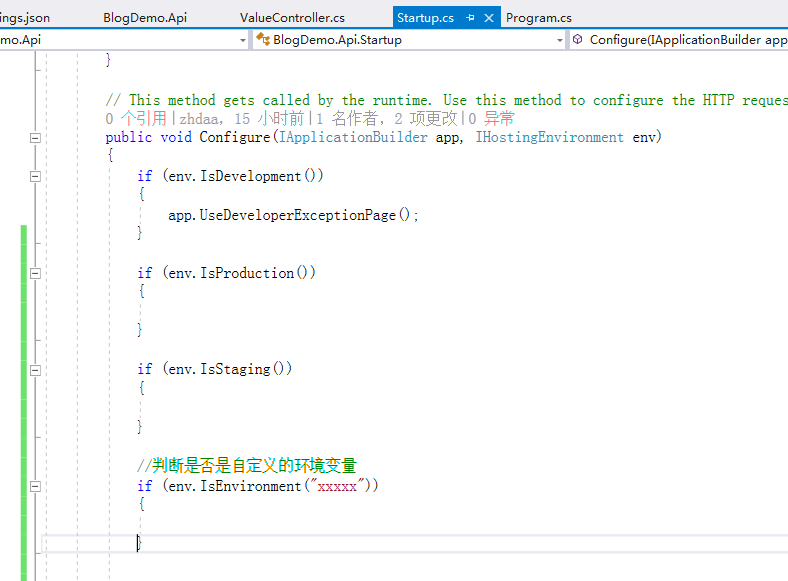 ings.json BlogDemo.Api ValueController.cs Startup.cs Program.cs
mo.Api BlogDemo.Api.Startup Configure(IApplicationBuilder app
}
// This method gets called by the runtime. Use this method to configure the HTTP reques
0 个引用|zhdaa, 15 小时前|1 名作者, 2 项更改|0 异常
public void Configure(IApplicationBuilder app, IHostingEnvironment env)
{
if (env.IsDevelopment())
{
app.UseDeveloperExceptionPage();
}
if (env.IsProduction())
{
}
if (env.IsStaging())
{
}
//判断是否是自定义的环境变量
if (env.IsEnvironment("xxxxx"))
{
}